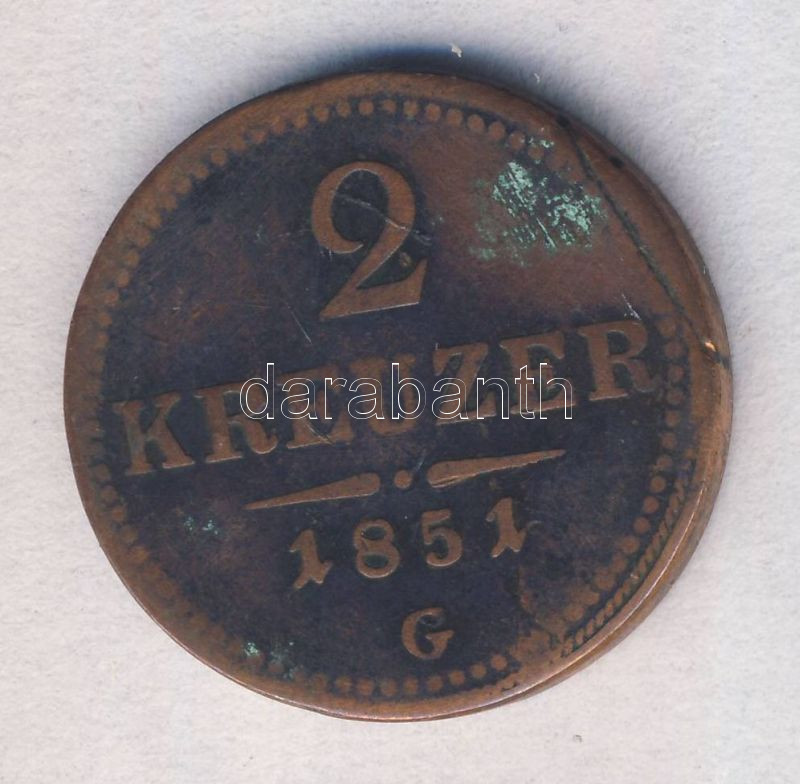 2
KREUZER
darabanth
1851
G